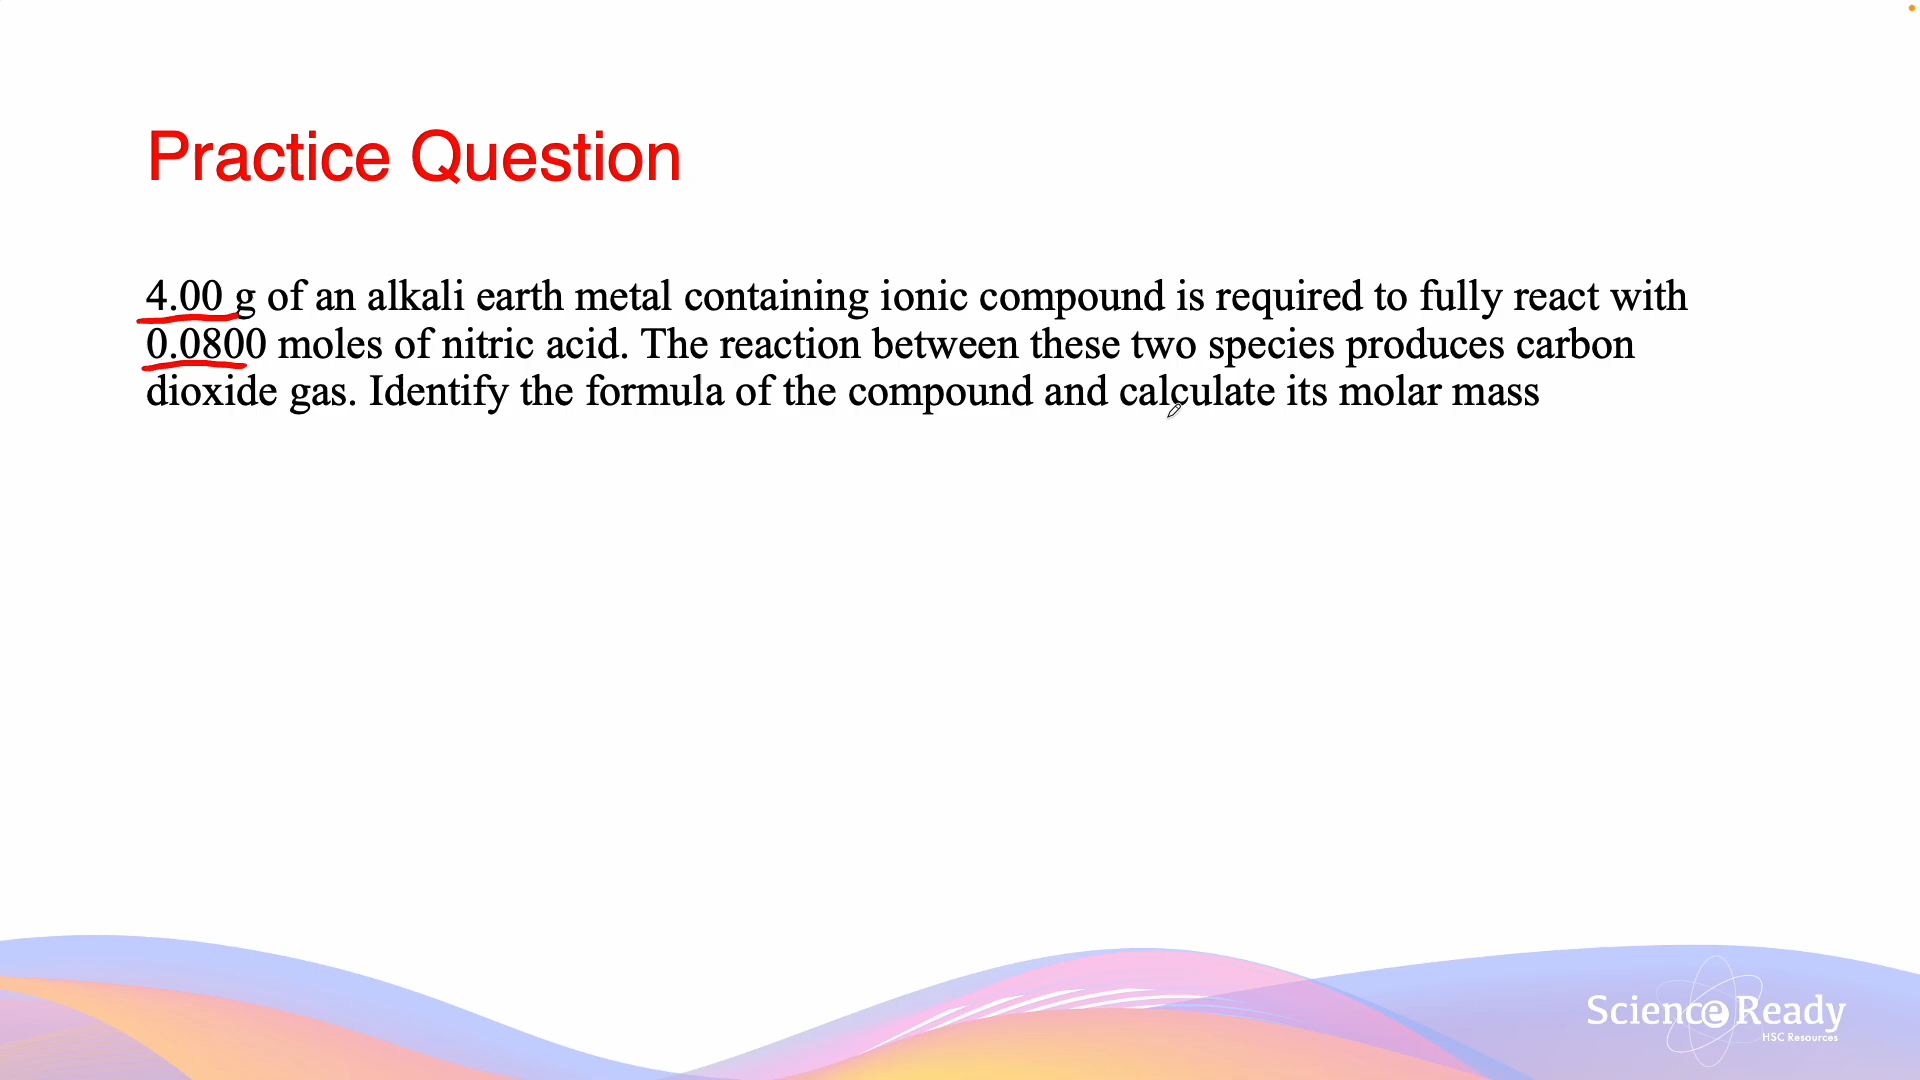 Practice Question
4.00 g of an alkali earth metal containing ionic compound is required to fully react with
0.0800 moles of nitric acid. The reaction between these two species produces carbon
dioxide gas. Identify the formula of the compound and calculate its molar mass
Science Ready
HSC Resources